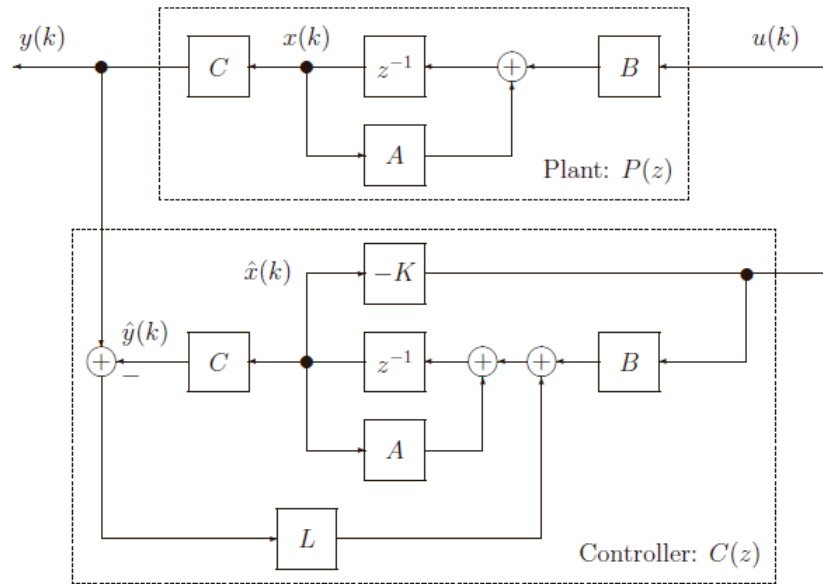 y(k) x(k) u(k)
C z⁻¹ + B
A
Plant: P(z)
x̂(k) −K
ŷ(k)
+ − C z⁻¹ + + B
A
L
Controller: C(z)